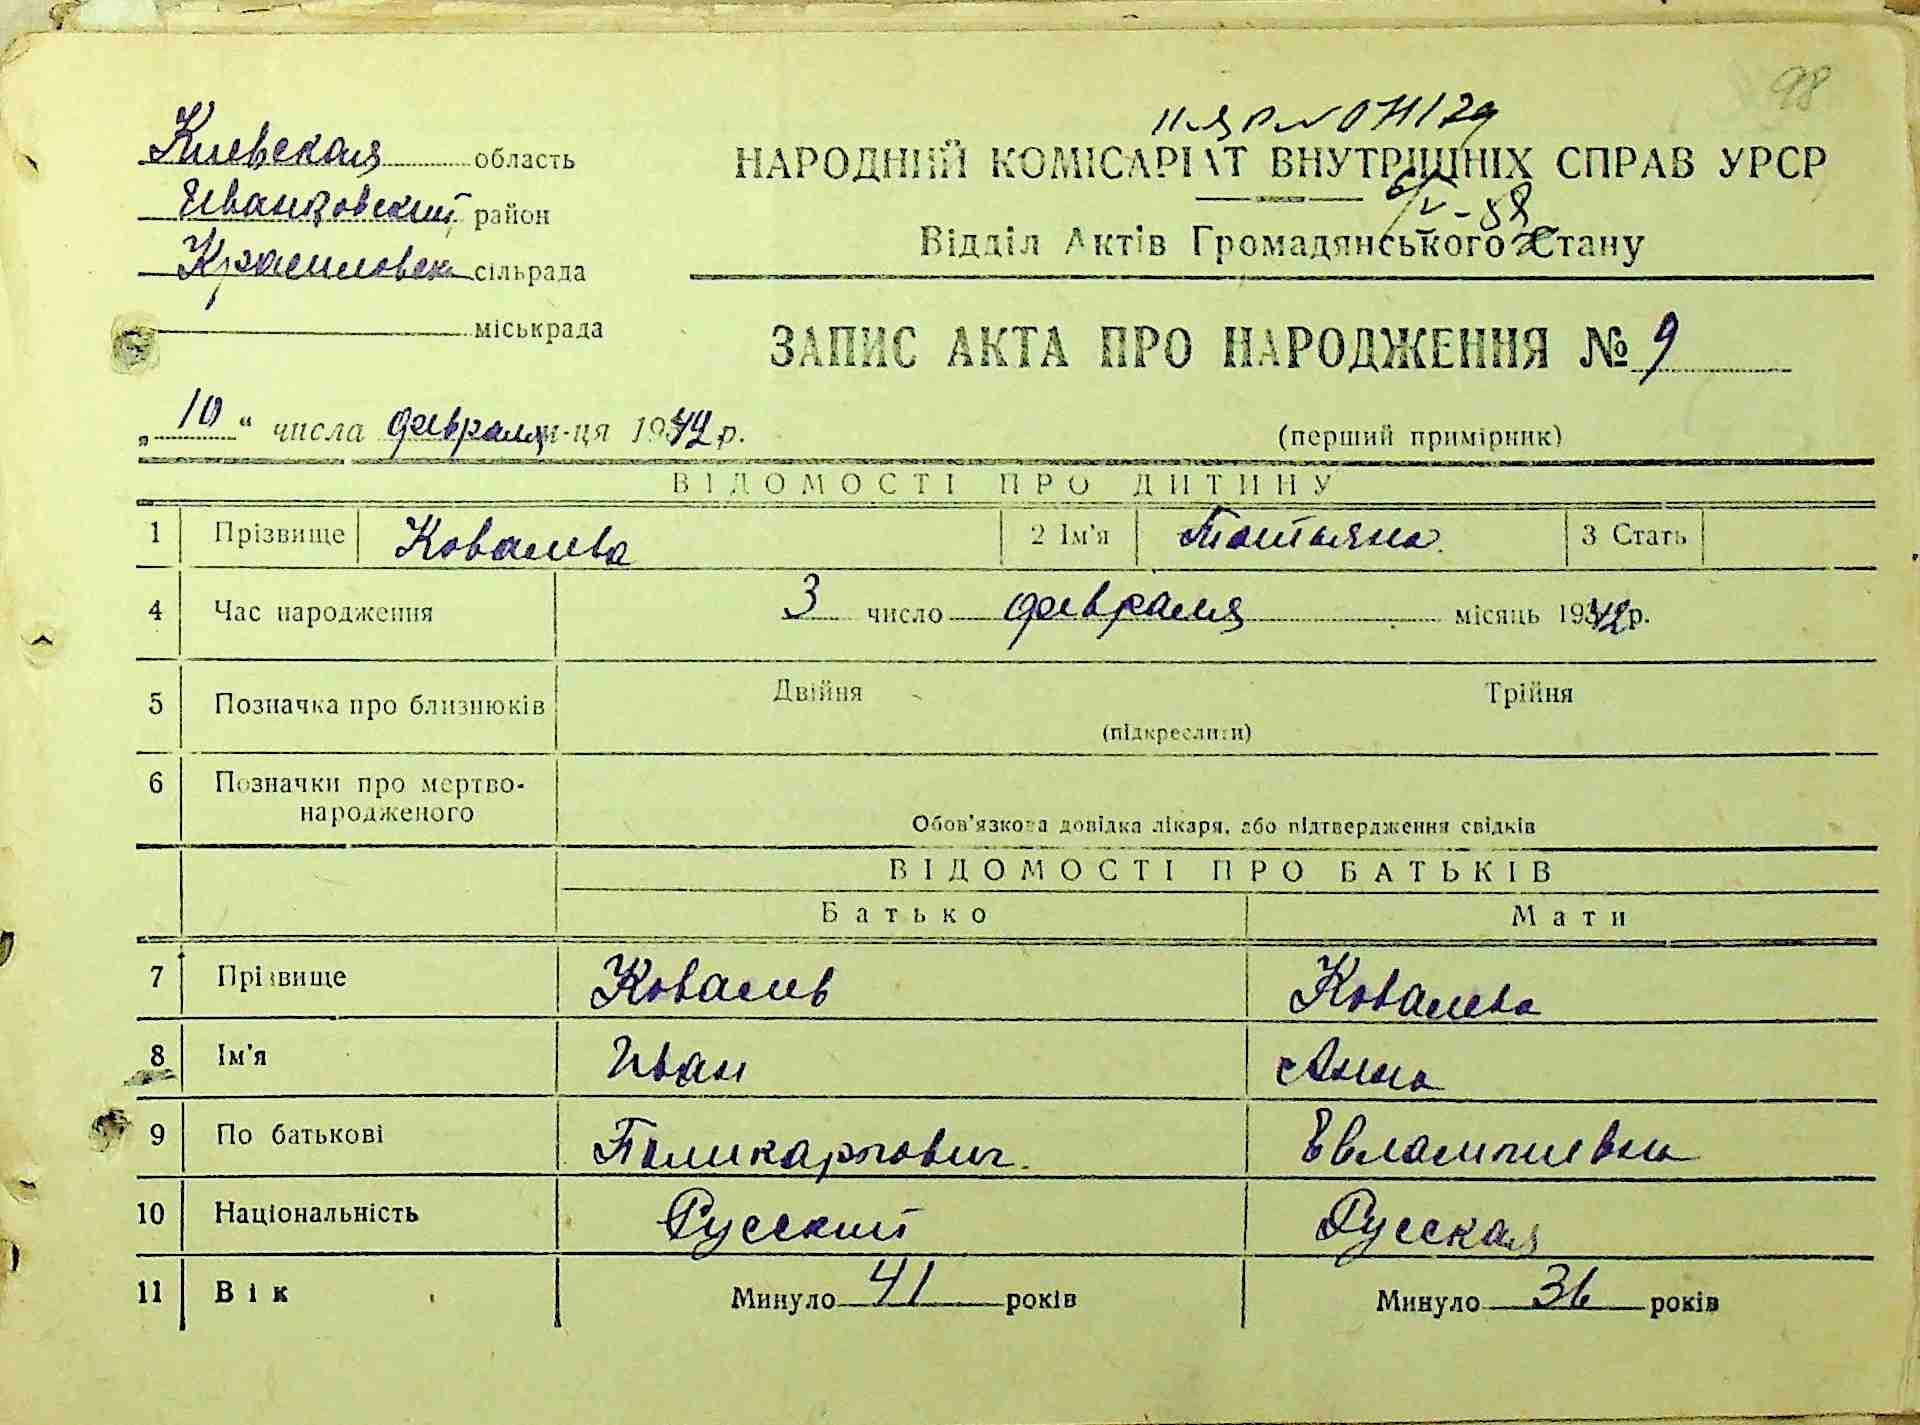 98
Киевская область
Иванковский район
сільрада
міськрада
НАРОДНИЙ КОМІСАРІАТ ВНУТРІШНІХ СПРАВ УРСР
Відділ Актів Громадянського Стану
ЗАПИС АКТА ПРО НАРОДЖЕННЯ № 9
„10" числа февраля м-ця 1942 р.
(перший примірник)
ВІДОМОСТІ ПРО ДИТИНУ
1 Прізвище Ковалева 2 Ім'я Татьяна 3 Стать
4 Час народження 3 число февраля місяць 1942 р.
5 Позначка про близнюків Двійня Трійня
(підкреслити)
6 Позначки про мертво-
народженого
Обов'язкова довідка лікаря, або підтвердження свідків
ВІДОМОСТІ ПРО БАТЬКІВ
Батько Мати
7 Прізвище Ковалев Ковалева
8 Ім'я Иван Анна
9 По батькові Поликарпович Евлампиевна
10 Національність Русский Русская
11 Вік Минуло 41 років Минуло 36 років